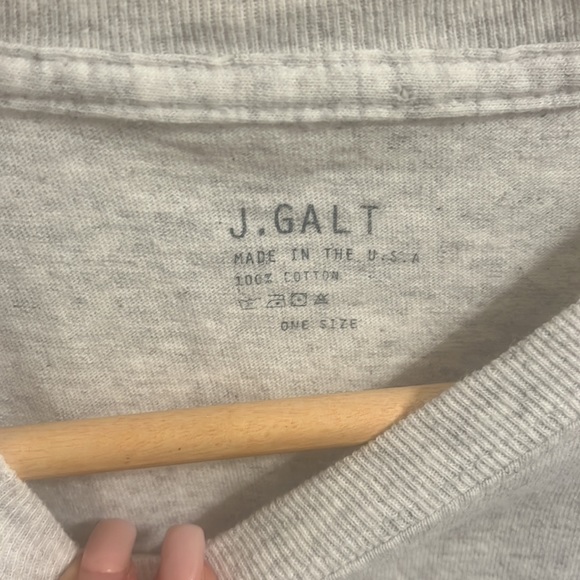 J.GALT
MADE IN THE U.S.A
100% COTTON
ONE SIZE